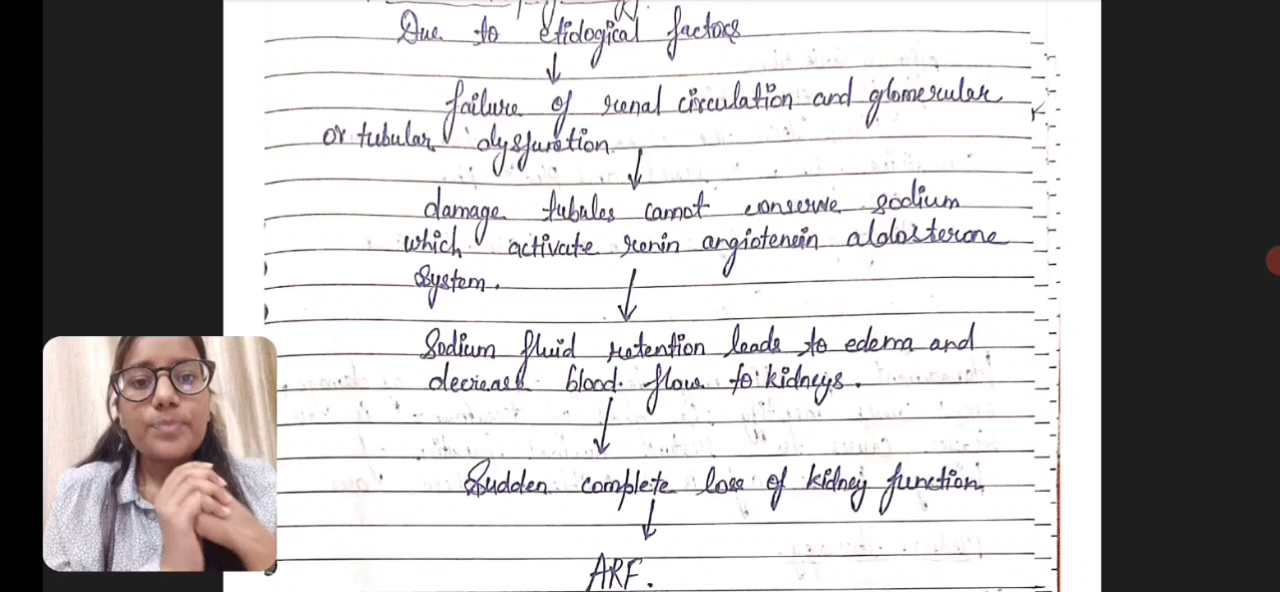 Due to etiological factors
↓
failure of renal circulation and glomerular
or tubular dysfunction
↓
damage tubules cannot conserve sodium
which activate renin angiotensin aldosterone
system.
↓
Sodium fluid retention leads to edema and
decreased blood flow to kidneys.
↓
Sudden complete loss of kidney function.
↓
ARF.